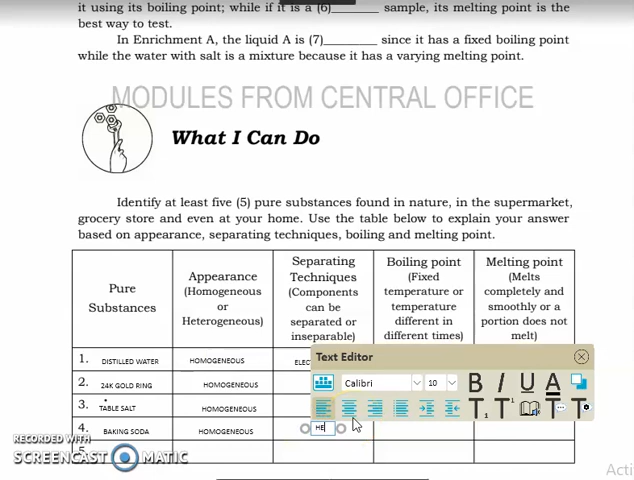 it using its boiling point; while if it is a (6)________ sample, its melting point is the
best way to test.
In Enrichment A, the liquid A is (7)________ since it has a fixed boiling point
while the water with salt is a mixture because it has a varying melting point.
MODULES FROM CENTRAL OFFICE
What I Can Do
Identify at least five (5) pure substances found in nature, in the supermarket,
grocery store and even at your home. Use the table below to explain your answer
based on appearance, separating techniques, boiling and melting point.
Pure
Substances
Appearance
(Homogeneous
or
Heterogeneous)
Separating
Techniques
(Components
can be
separated or
inseparable)
Boiling point
(Fixed
temperature or
temperature
different in
different times)
Melting point
(Melts
completely and
smoothly or a
portion does not
melt)
1. DISTILLED WATER HOMOGENEOUS ELEC
2. 24K GOLD RING HOMOGENEOUS
3. TABLE SALT HOMOGENEOUS
4. BAKING SODA HOMOGENEOUS HE
5.
Text Editor
Calibri 10 B I U A
T1 T1 T T
RECORDED WITH
SCREENCAST MATIC
Acti